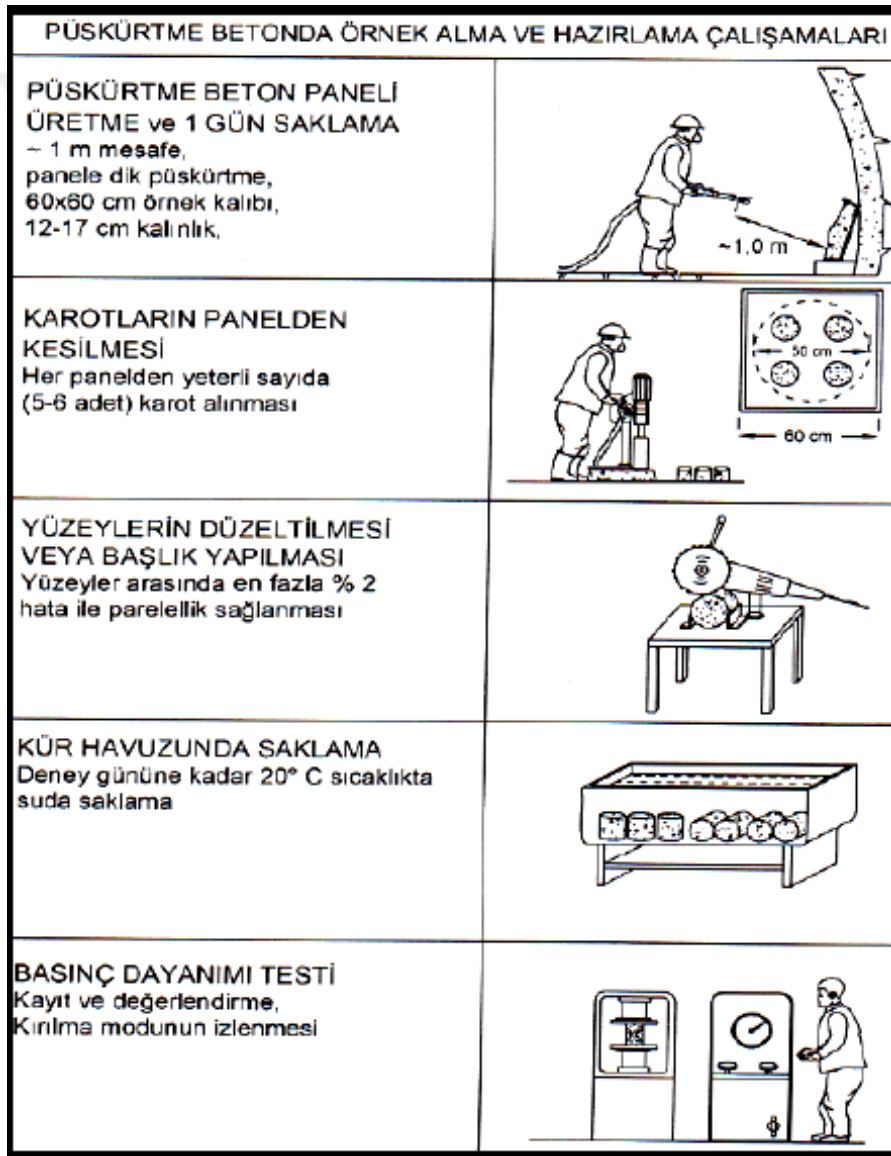 PÜSKÜRTME BETONDA ÖRNEK ALMA VE HAZIRLAMA ÇALIŞAMALARI
PÜSKÜRTME BETON PANELİ
ÜRETME ve 1 GÜN SAKLAMA
~ 1 m mesafe,
panele dik püskürtme,
60x60 cm örnek kalıbı,
12-17 cm kalınlık,
~1,0 m
KAROTLARIN PANELDEN
KESİLMESİ
Her panelden yeterli sayıda
(5-6 adet) karot alınması
50 cm
60 cm
YÜZEYLERİN DÜZELTİLMESİ
VEYA BAŞLIK YAPILMASI
Yüzeyler arasında en fazla % 2
hata ile parelellik sağlanması
KÜR HAVUZUNDA SAKLAMA
Deney gününe kadar 20° C sıcaklıkta
suda saklama
BASINÇ DAYANIMI TESTİ
Kayıt ve değerlendirme,
Kırılma modunun izlenmesi